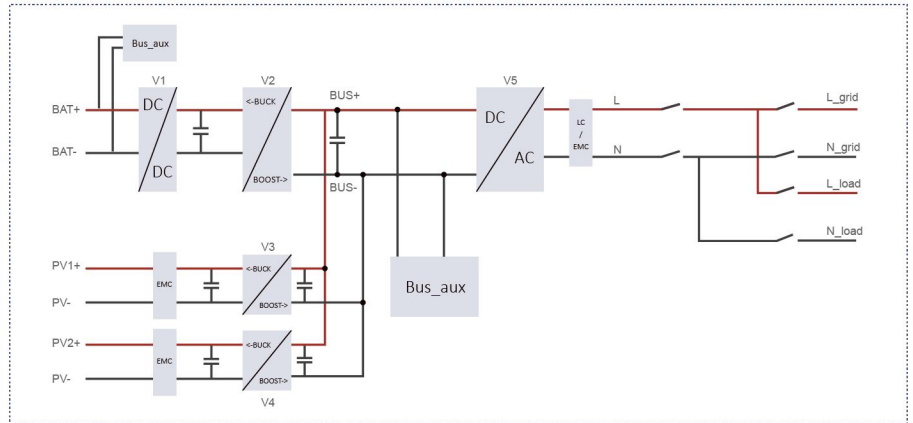 Bus_aux
V1
V2
V5
BUS+
BAT+
DC
DC
<-BUCK
BOOST->
BAT-
BUS-
DC
AC
LC
/
EMC
L
N
L_grid
N_grid
L_load
N_load
V3
PV1+
PV-
EMC
<-BUCK
BOOST->
Bus_aux
PV2+
PV-
EMC
<-BUCK
BOOST->
V4